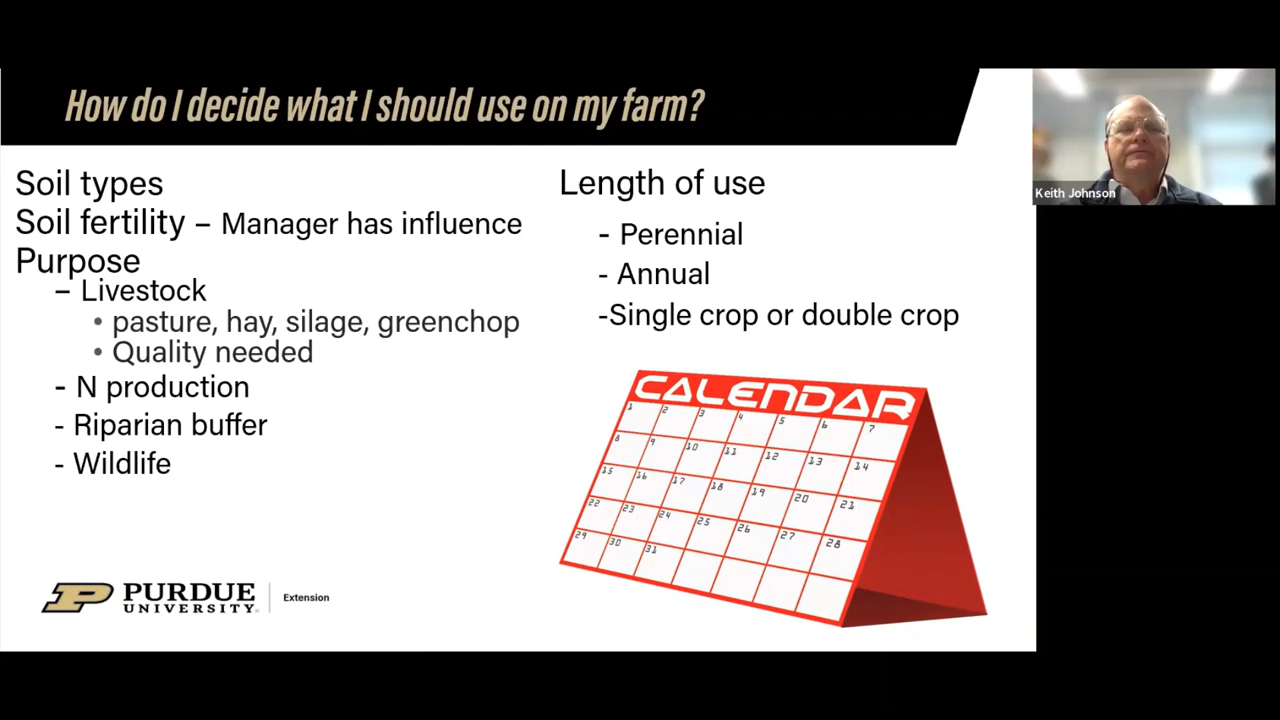 How do I decide what I should use on my farm?
Soil types
Soil fertility – Manager has influence
Purpose
– Livestock
• pasture, hay, silage, greenchop
• Quality needed
- N production
- Riparian buffer
- Wildlife
Length of use
- Perennial
- Annual
-Single crop or double crop
CALENDAR
1 2 3 4 5 6 7
8 9 10 11 12 13 14
15 16 17 18 19 20 21
22 23 24 25 26 27 28
29 30 31
P PURDUE
UNIVERSITY
Extension
Keith Johnson